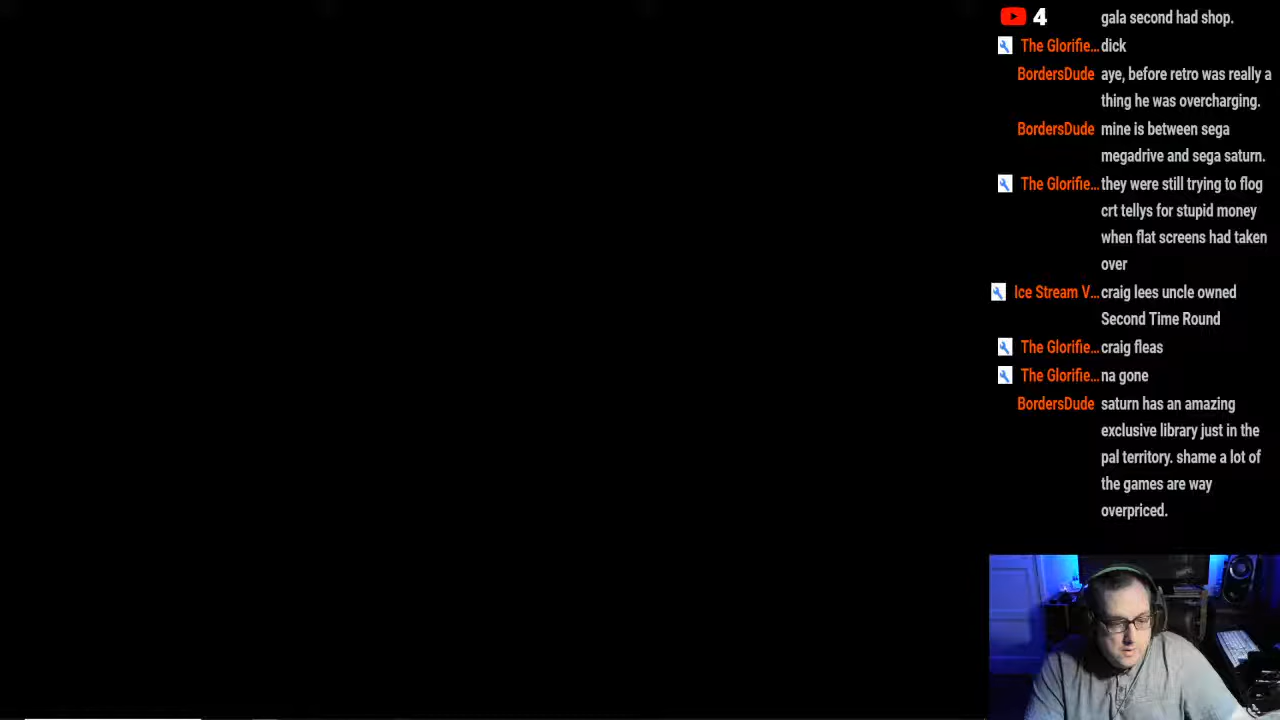 4
gala second had shop.
The Glorifie... dick
BordersDude aye, before retro was really a
thing he was overcharging.
BordersDude mine is between sega
megadrive and sega saturn.
The Glorifie... they were still trying to flog
crt tellys for stupid money
when flat screens had taken
over
Ice Stream V... craig lees uncle owned
Second Time Round
The Glorifie... craig fleas
The Glorifie... na gone
BordersDude saturn has an amazing
exclusive library just in the
pal territory. shame a lot of
the games are way
overpriced.